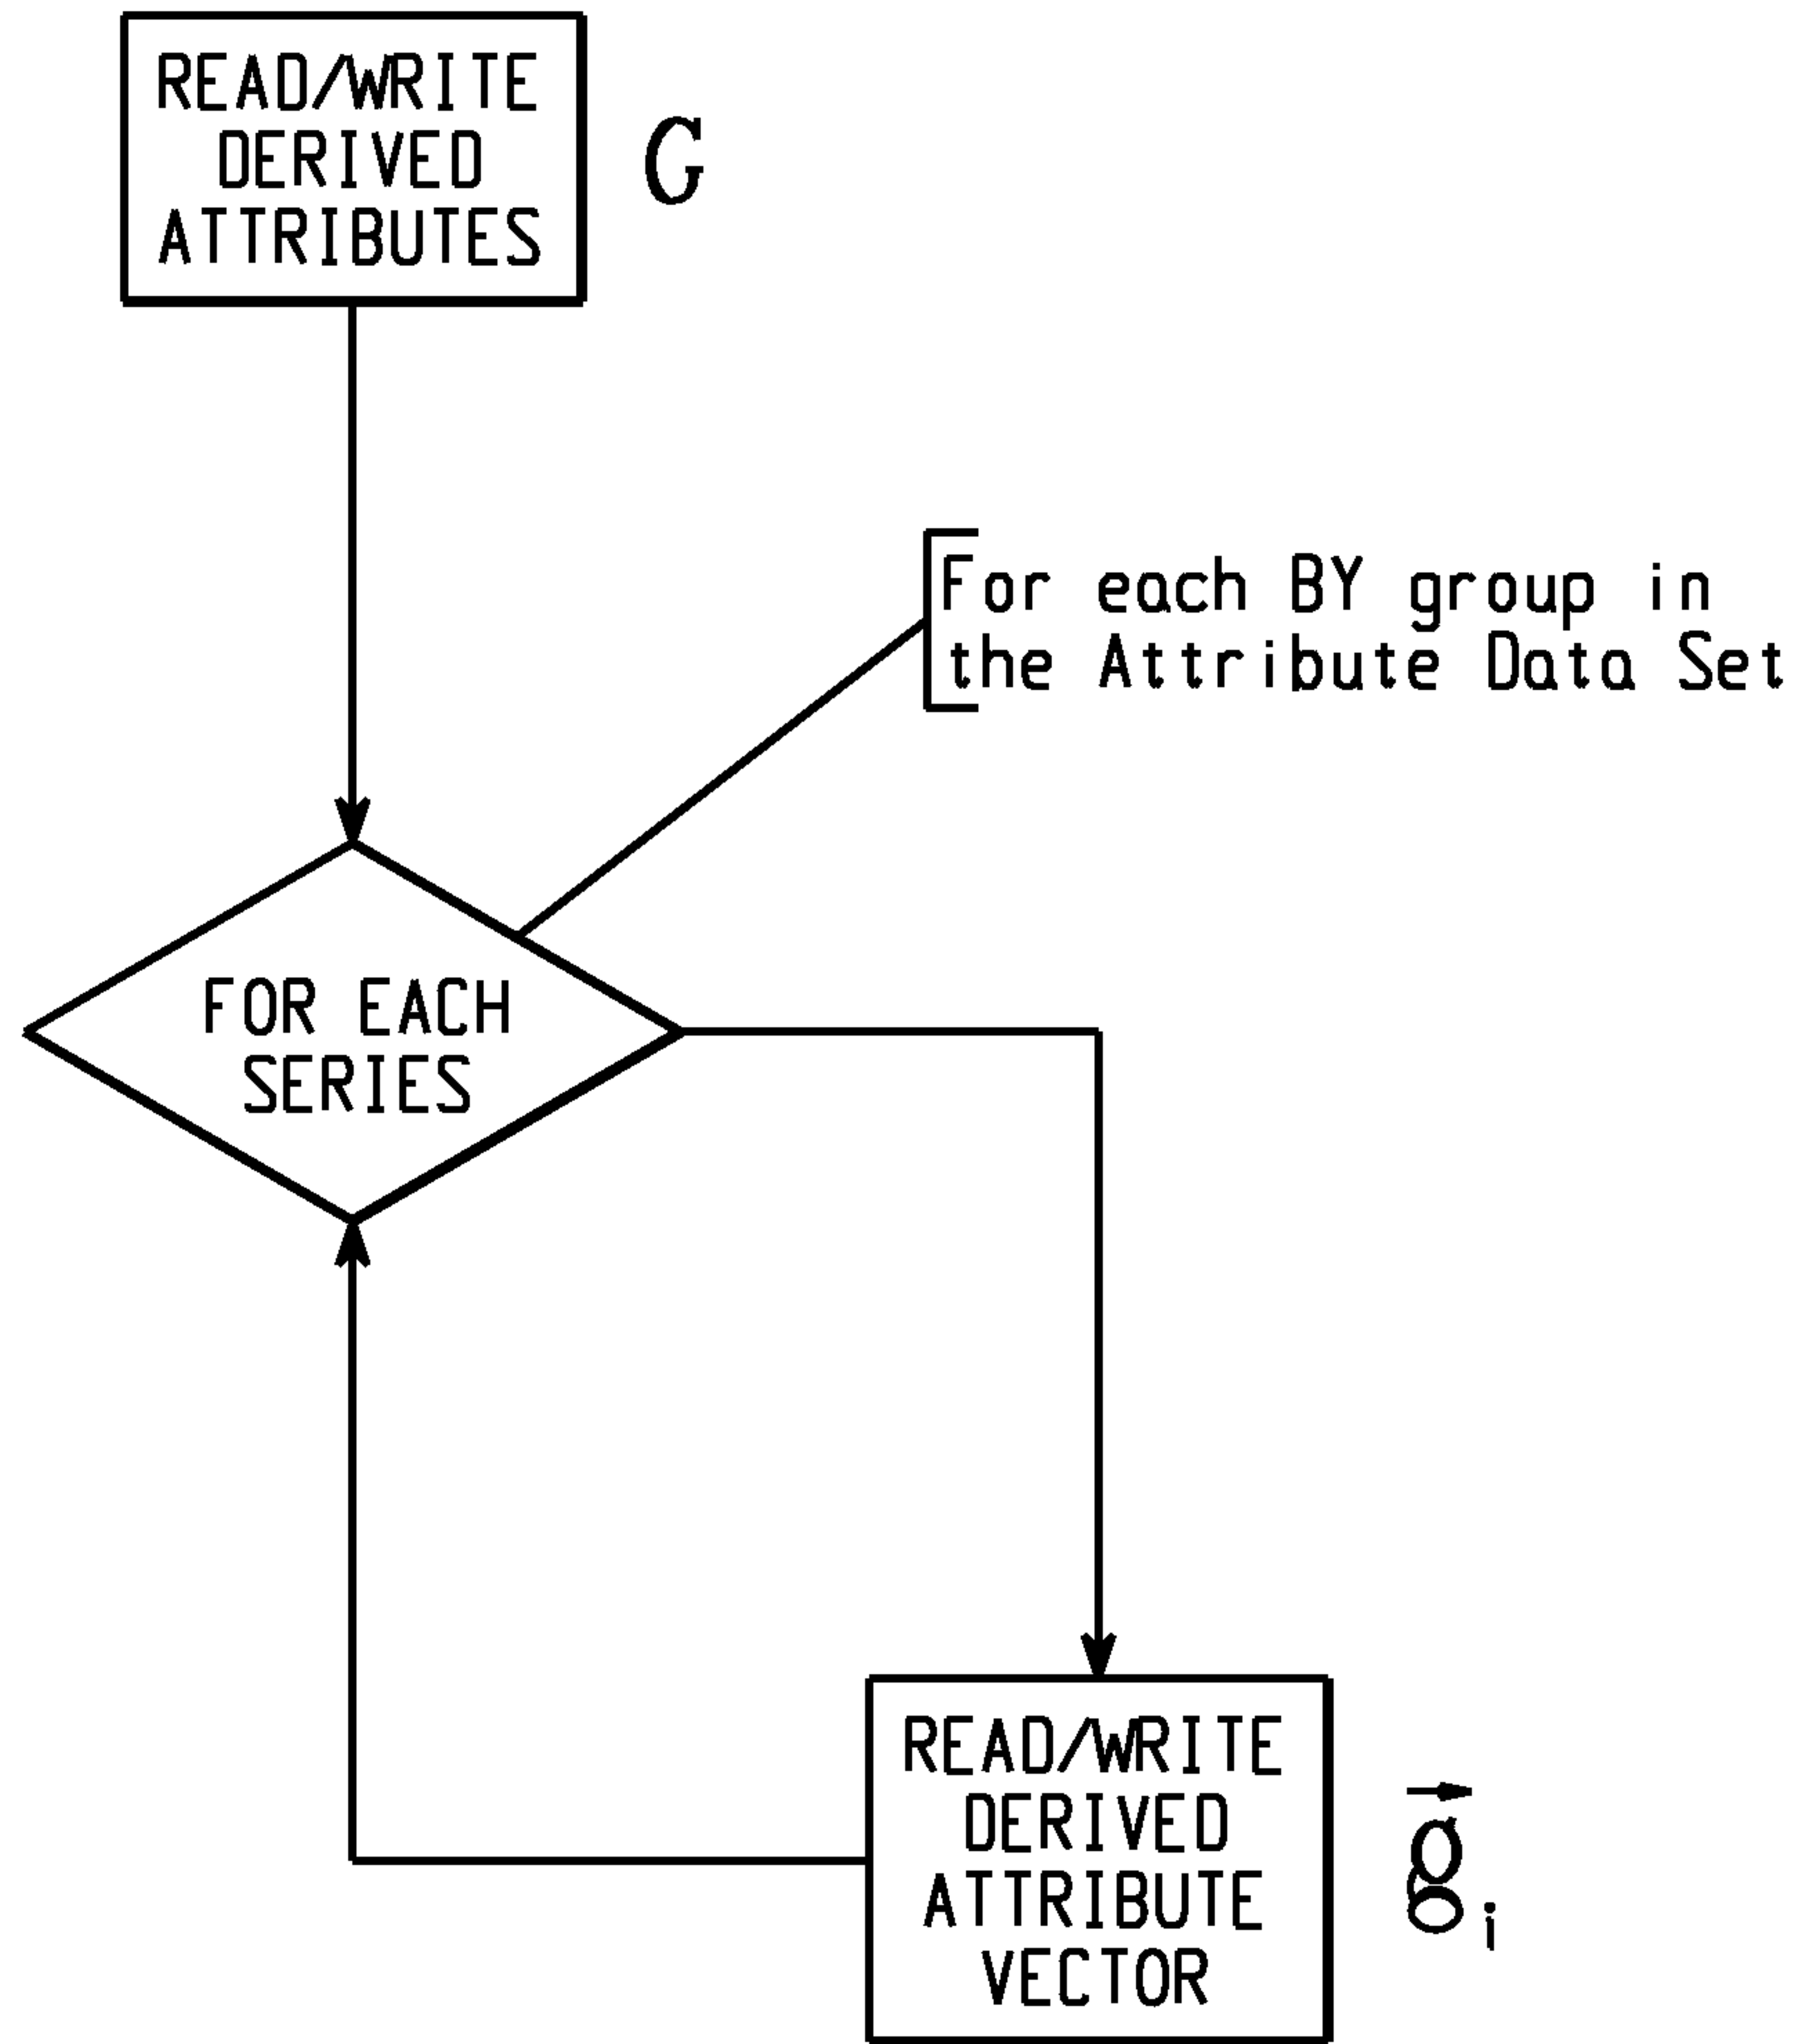 READ/WRITE
DERIVED
ATTRIBUTES
G
For each BY group in
the Attribute Data Set
FOR EACH
SERIES
READ/WRITE
DERIVED
ATTRIBUTE
VECTOR
g⃗i